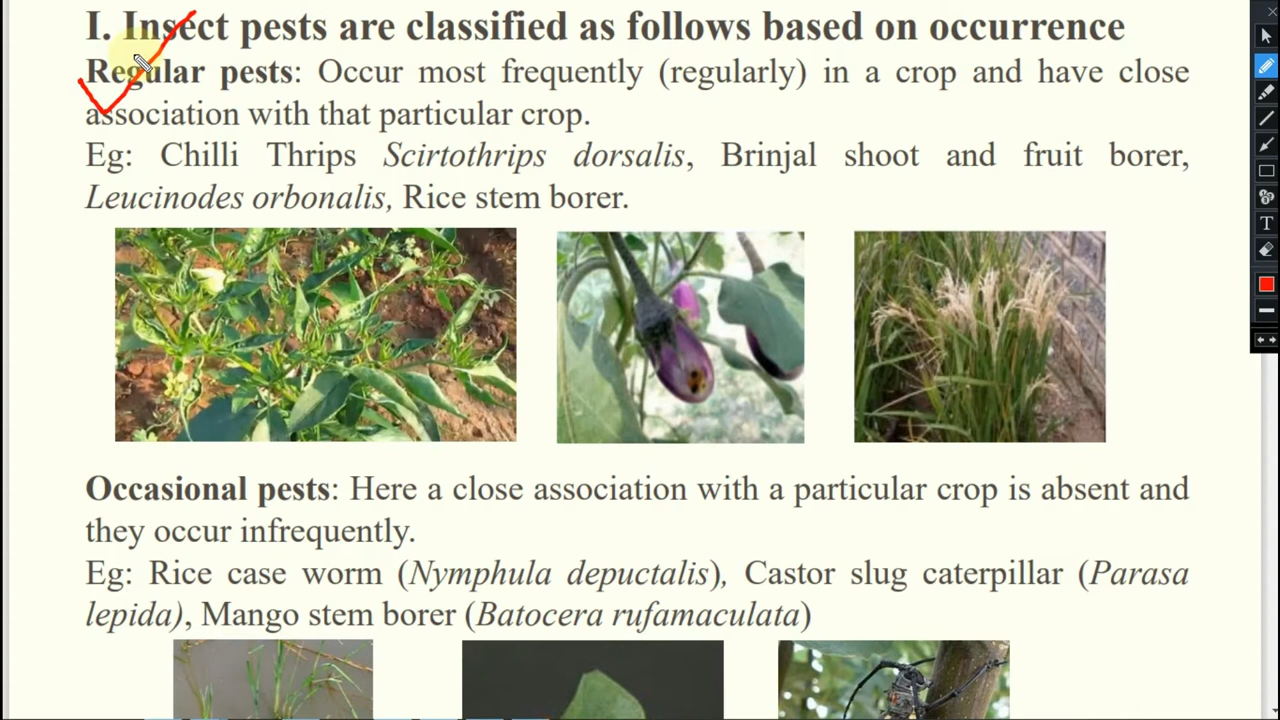 I. Insect pests are classified as follows based on occurrence
Regular pests: Occur most frequently (regularly) in a crop and have close
association with that particular crop.
Eg: Chilli Thrips Scirtothrips dorsalis, Brinjal shoot and fruit borer,
Leucinodes orbonalis, Rice stem borer.
Occasional pests: Here a close association with a particular crop is absent and
they occur infrequently.
Eg: Rice case worm (Nymphula depuctalis), Castor slug caterpillar (Parasa
lepida), Mango stem borer (Batocera rufamaculata)